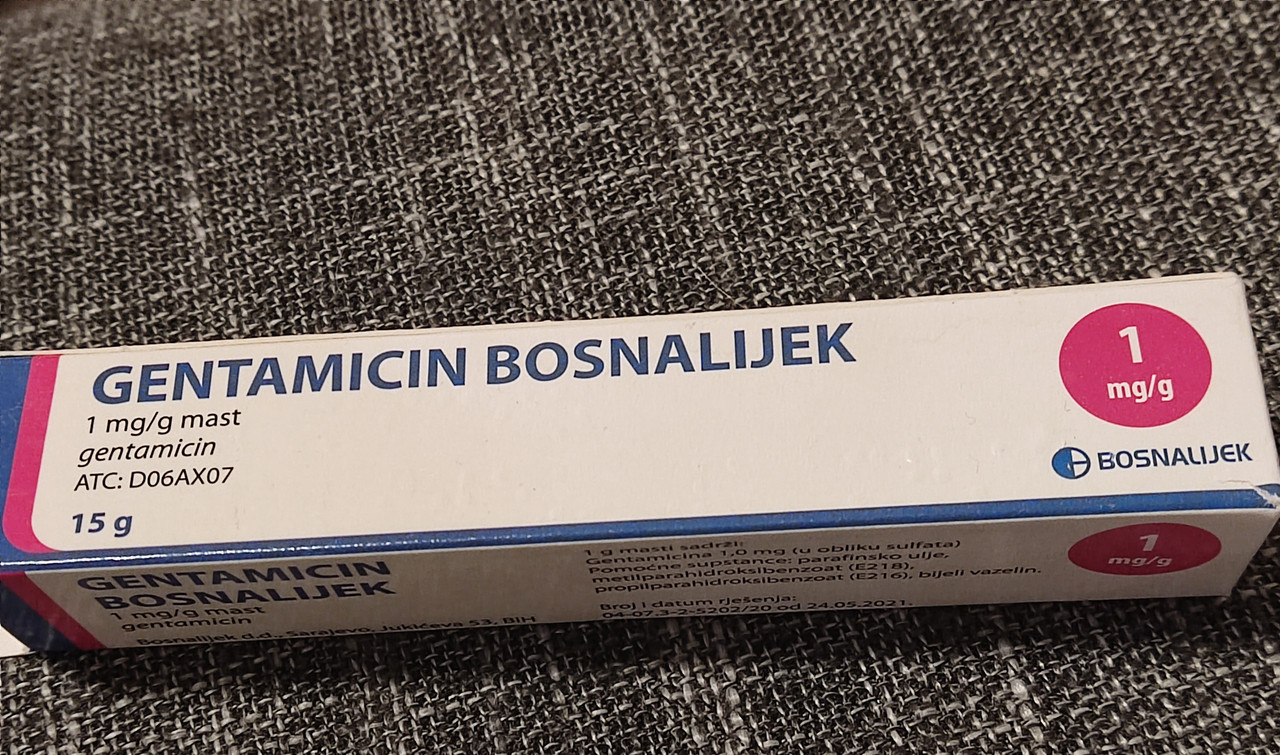 GENTAMICIN BOSNALIJEK
1 mg/g mast
gentamicin
ATC: D06AX07
15 g
1
mg/g
BOSNALIJEK
GENTAMICIN
BOSNALIJEK
1 mg/g mast
gentamicin
Bosnalijek d.d., Sarajevo, Jukićeva 53, BIH
1 g masti sadrži:
Gentamicina 1,0 mg (u obliku sulfata)
Pomoćne supstance: parafinsko ulje,
metilparahidroksibenzoat (E218),
propilparahidroksibenzoat (E216), bijeli vazelin.
Broj i datum rješenja:
04-07.3-2-5202/20 od 24.05.2021.
1
mg/g